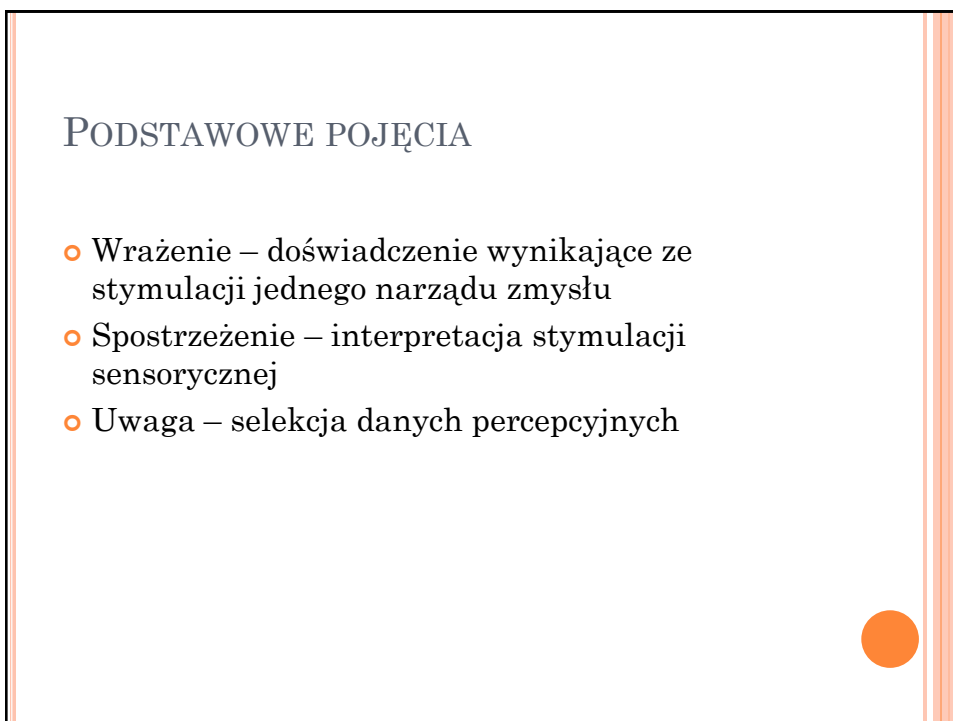 PODSTAWOWE POJĘCIA
Wrażenie – doświadczenie wynikające ze
stymulacji jednego narządu zmysłu
Spostrzeżenie – interpretacja stymulacji
sensorycznej
Uwaga – selekcja danych percepcyjnych